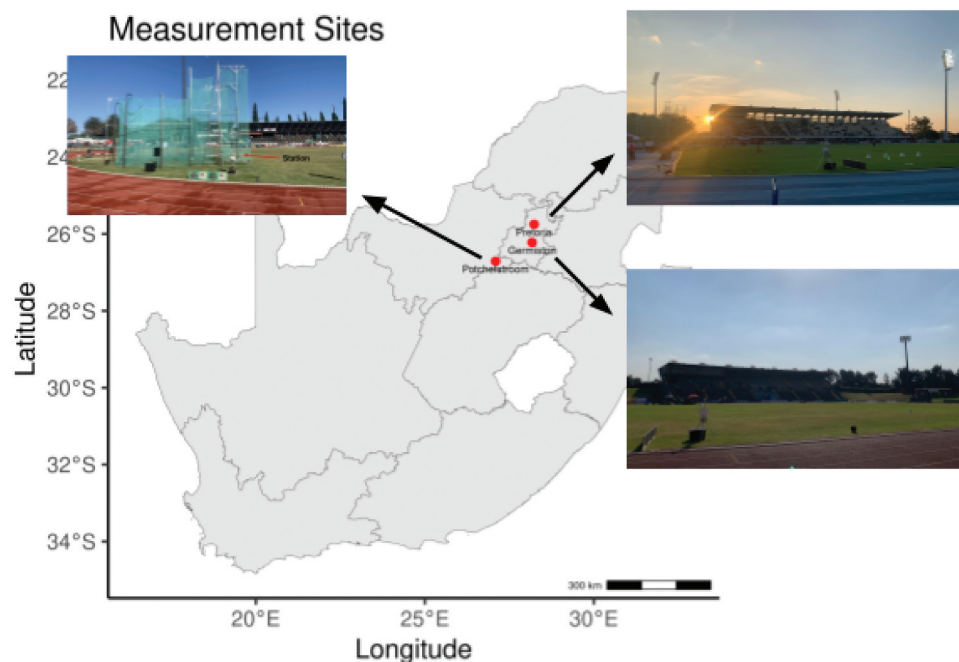 Measurement Sites
22
Station
24
26°S
28°S
30°S
32°S
34°S
Pretoria
Germiston
Potchefstroom
Latitude
300 km
20°E
25°E
30°E
Longitude